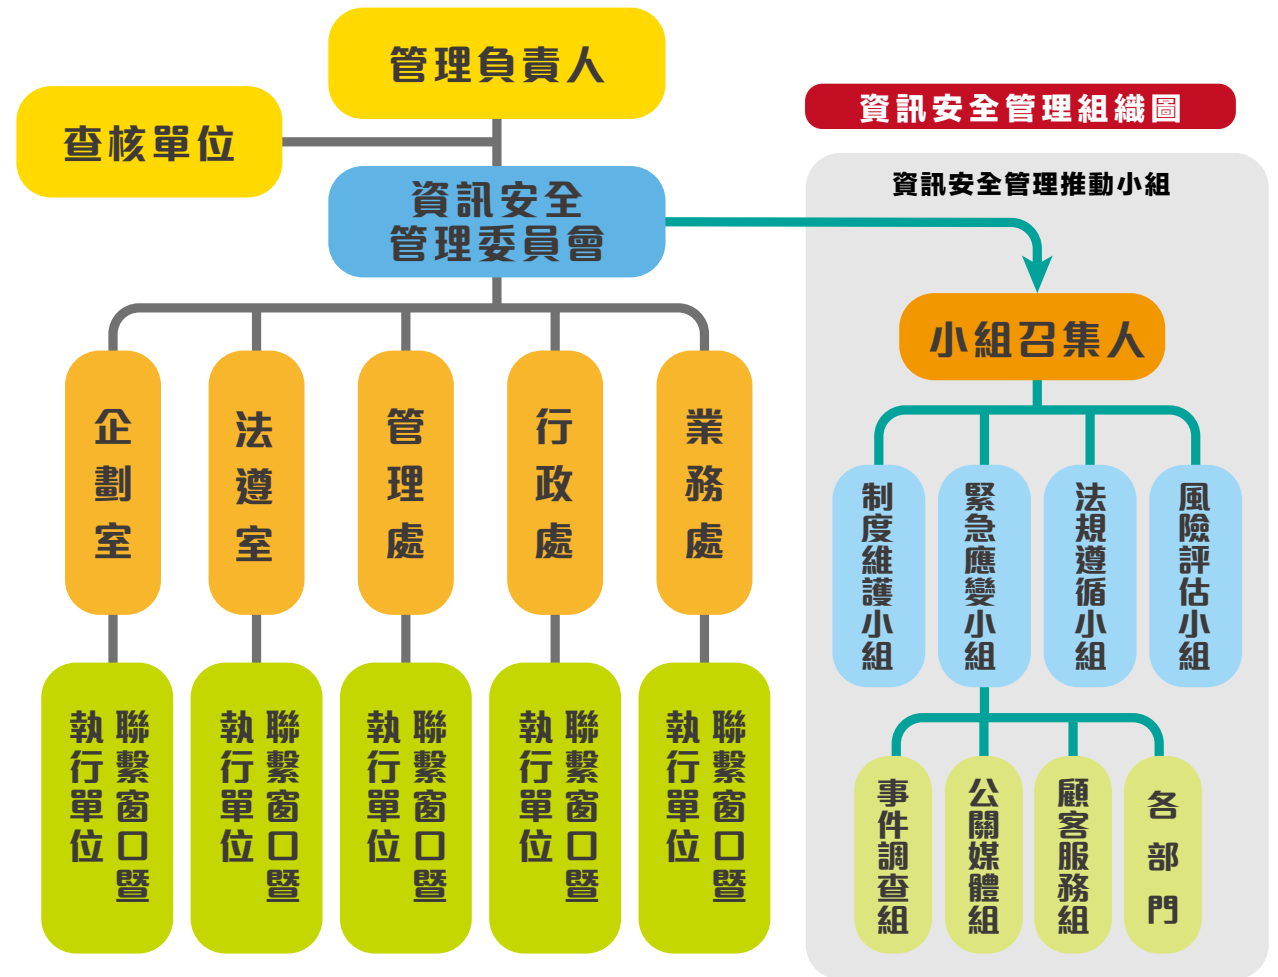 管理負責人
查核單位
資訊安全
管理委員會
企劃室
法遵室
管理處
行政處
業務處
聯繫窗口暨
執行單位
聯繫窗口暨
執行單位
聯繫窗口暨
執行單位
聯繫窗口暨
執行單位
聯繫窗口暨
執行單位
資訊安全管理組織圖
資訊安全管理推動小組
小組召集人
制度維護小組
緊急應變小組
法規遵循小組
風險評估小組
事件調查組
公關媒體組
顧客服務組
各部門